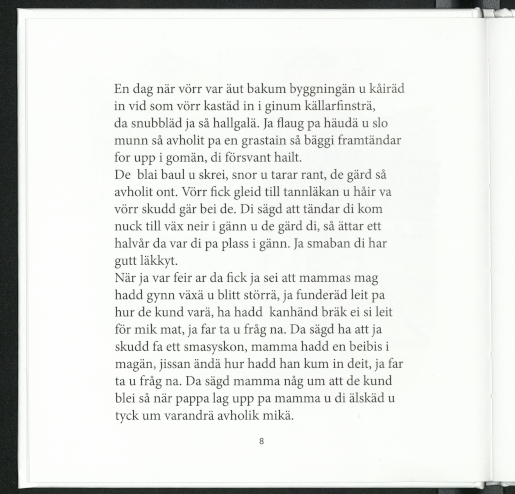 En dag när vörr var äut bakum byggningän u kåiräd
in vid som vörr kastäd in i ginum källarfinsträ,
da snubbläd ja så hallgalä. Ja flaug pa häudä u slo
munn så avholit pa en grastain så bäggi framtändar
for upp i gomän, di försvant hailt.
De blai baul u skrei, snor u tarar rant, de gärd så
avholit ont. Vörr fick gleid till tannläkan u håir va
vörr skudd gär bei de. Di sägd att tändar di kom
nuck till väx neir i gänn u de gärd di, så ättar ett
halvår da var di pa plass i gänn. Ja smaban di har
gutt läkkyt.
När ja var feir ar da fick ja sei att mammas mag
hadd gynn växä u blitt störrä, ja funderäd leit pa
hur de kund varä, ha hadd kanhänd bräk ei si leit
för mik mat, ja far ta u fråg na. Da sägd ha att ja
skudd fa ett smasyskon, mamma hadd en beibis i
magän, jissan ändä hur hadd han kum in deit, ja far
ta u fråg na. Da sägd mamma någ um att de kund
blei så när pappa lag upp pa mamma u di älskäd u
tyck um varandrä avholik mikä.
8